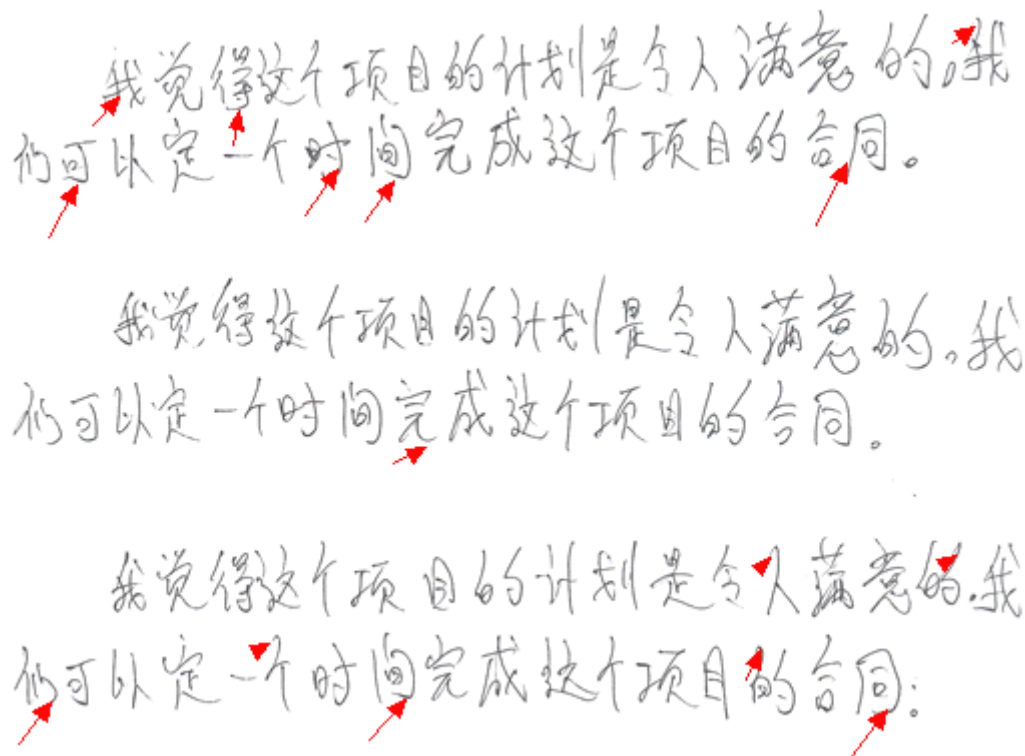 我觉得这个项目的计划是令人满意的,我
们可以定一个时间完成这个项目的合同。
我觉得这个项目的计划是令人满意的。我
们可以定一个时间完成这个项目的合同。
我觉得这个项目的计划是令人满意的.我
们可以定一个时间完成这个项目的合同: